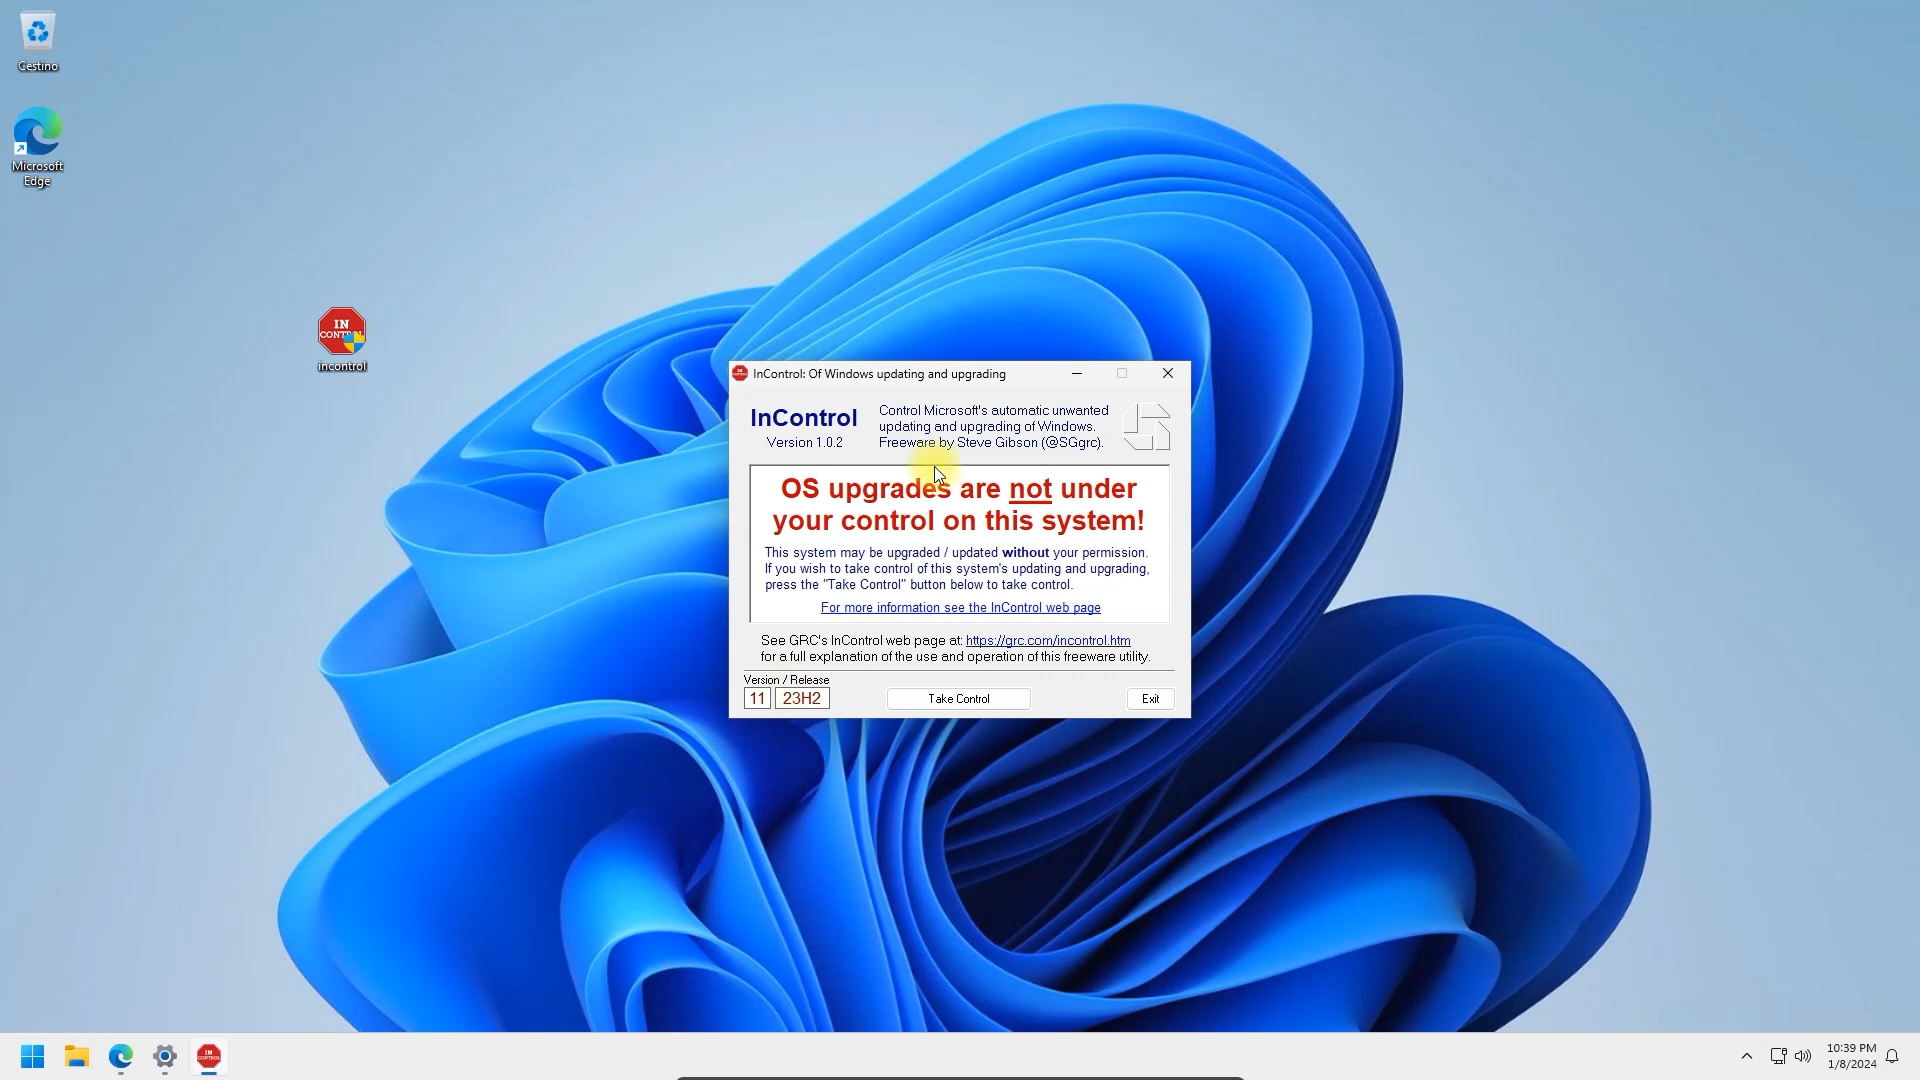 Cestino
Microsoft
Edge
IN
CONTROL
incontrol
InControl: Of Windows updating and upgrading
InControl
Version 1.0.2
Control Microsoft's automatic unwanted
updating and upgrading of Windows.
Freeware by Steve Gibson (@SGgrc).
OS upgrades are not under
your control on this system!
This system may be upgraded / updated without your permission.
If you wish to take control of this system's updating and upgrading,
press the "Take Control" button below to take control.
For more information see the InControl web page
See GRC's InControl web page at: https://grc.com/incontrol.htm
for a full explanation of the use and operation of this freeware utility.
Version / Release
11 23H2
Take Control
Exit
IN
CONTROL
10:39 PM
1/8/2024